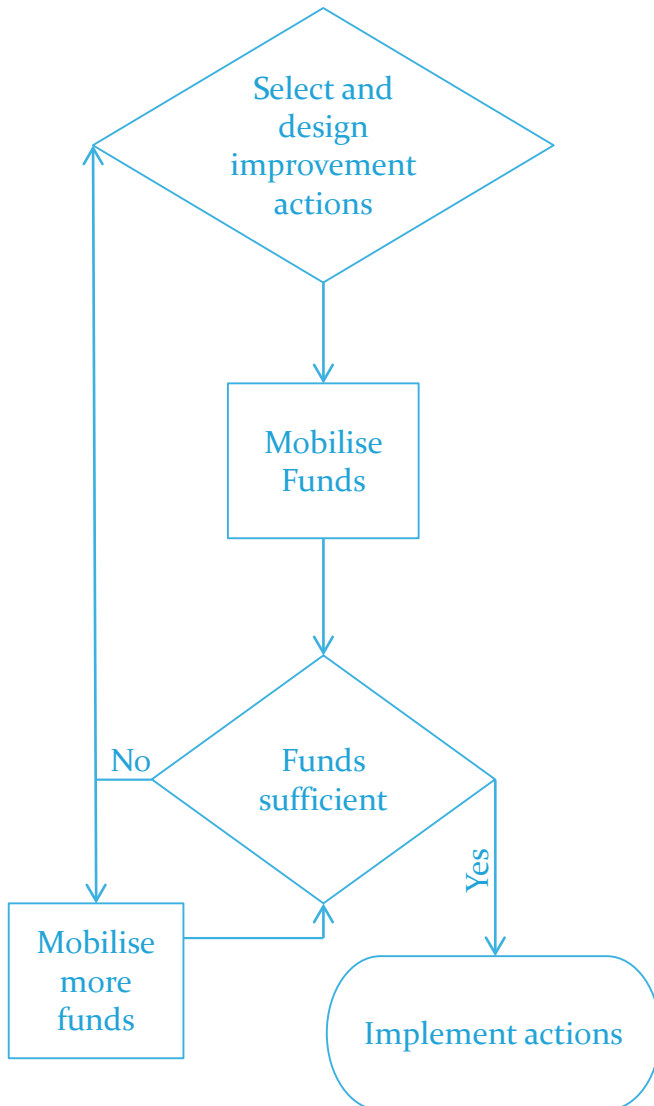 Select and
design
improvement
actions
Mobilise
Funds
No
Funds
sufficient
Yes
Mobilise
more
funds
Implement actions